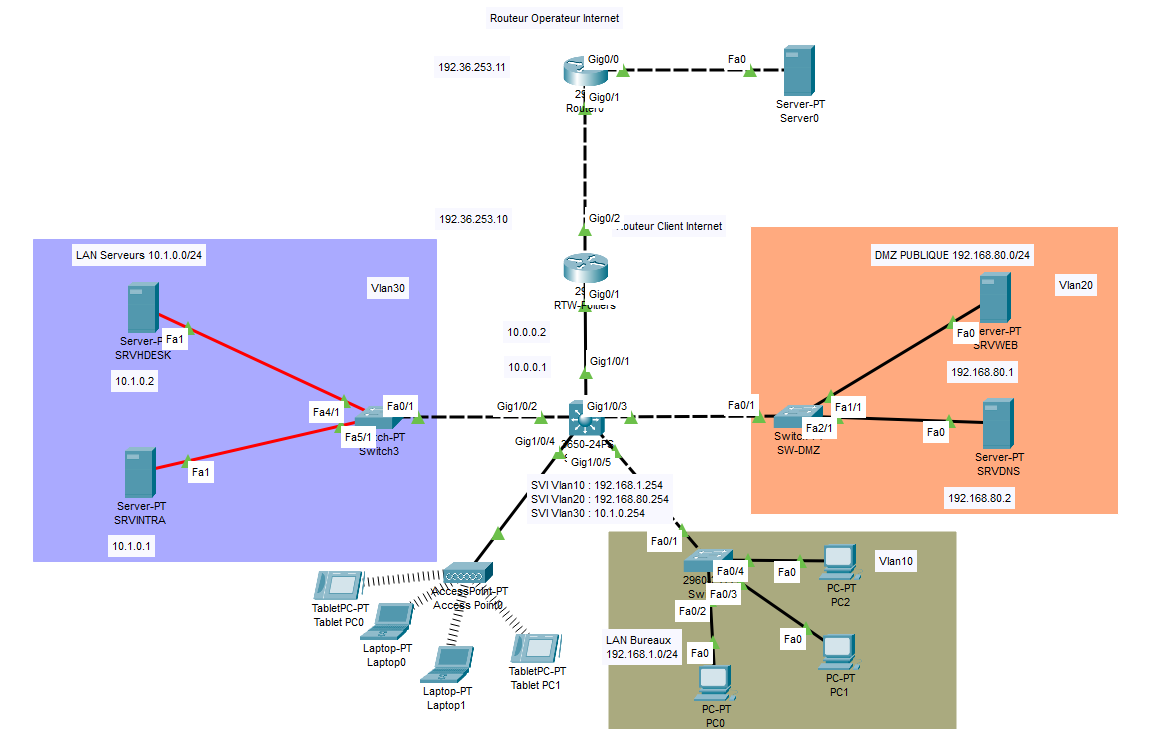 Routeur Operateur Internet
192.36.253.11
Gig0/0
Fa0
29
Gig0/1
Router0
Server-PT
Server0
192.36.253.10
Gig0/2
Routeur Client Internet
LAN Serveurs 10.1.0.0/24
Vlan30
Server-PT
SRVHDESK
Fa1
10.1.0.2
Fa4/1
Fa0/1
Fa5/1
Switch3
Fa1
Server-PT
SRVINTRA
10.1.0.1
29
Gig0/1
RTW-Poitiers
10.0.0.2
10.0.0.1
Gig1/0/1
Gig1/0/2
Gig1/0/3
Gig1/0/4
Gig1/0/5
SVI Vlan10 : 192.168.1.254
SVI Vlan20 : 192.168.80.254
SVI Vlan30 : 10.1.0.254
DMZ PUBLIQUE 192.168.80.0/24
Vlan20
Fa0
Server-PT
SRVWEB
192.168.80.1
Fa0/1
Fa1/1
Fa2/1
SW-DMZ
Fa0
Server-PT
SRVDNS
192.168.80.2
AccessPoint-PT
Access Point0
TabletPC-PT
Tablet PC0
Laptop-PT
Laptop0
Laptop-PT
Laptop1
TabletPC-PT
Tablet PC1
Fa0/1
2960
Sw
Fa0/4
Fa0/3
Fa0/2
Fa0
PC-PT
PC2
Vlan10
Fa0
PC-PT
PC1
LAN Bureaux
192.168.1.0/24
Fa0
PC-PT
PC0